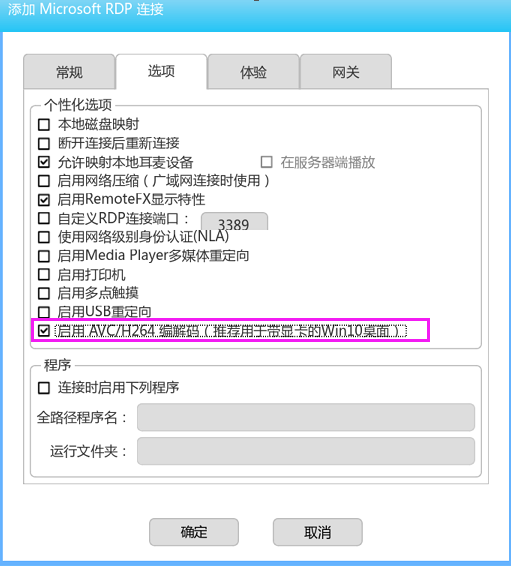 添加 Microsoft RDP 连接
常规 选项 体验 网关
个性化选项
本地磁盘映射
断开连接后重新连接
允许映射本地耳麦设备 在服务器端播放
启用网络压缩（广域网连接时使用）
启用RemoteFX显示特性
自定义RDP连接端口： 3389
使用网络级别身份认证(NLA)
启用Media Player多媒体重定向
启用打印机
启用多点触摸
启用USB重定向
启用 AVC/H264 编解码（推荐用于带显卡的Win10桌面）
程序
连接时启用下列程序
全路径程序名：
运行文件夹：
确定 取消